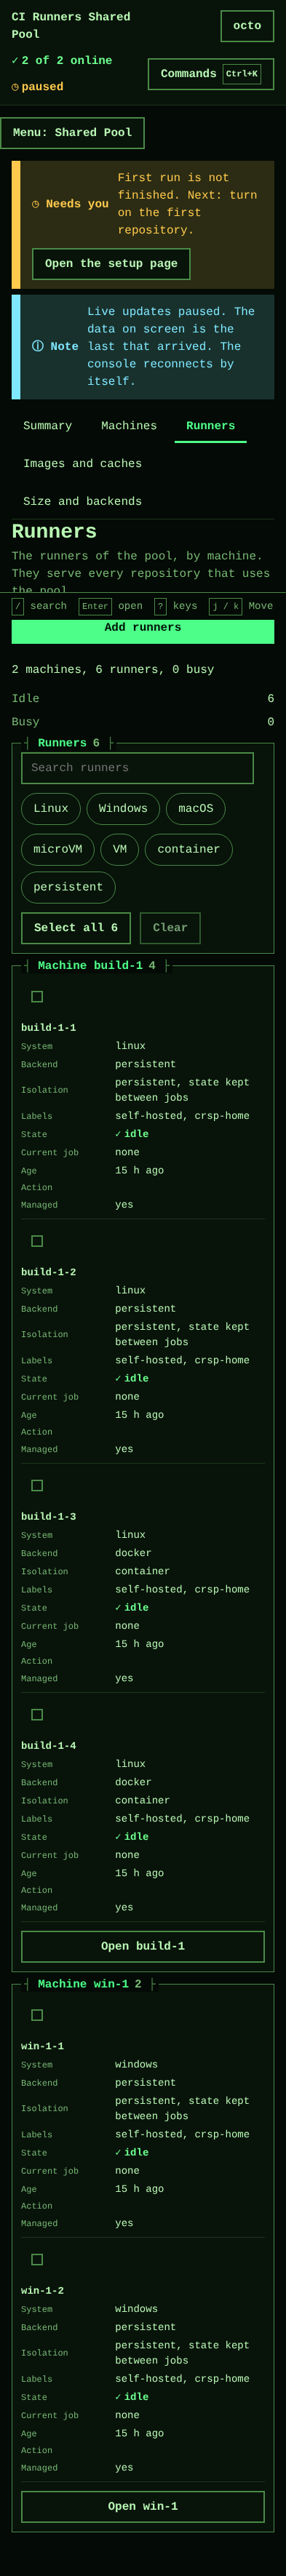 CI Runners Shared
Pool
octo
✓ 2 of 2 online
◷ paused
Commands Ctrl+K
Menu: Shared Pool
◷ Needs you
First run is not
finished. Next: turn
on the first
repository.
Open the setup page
ⓘ Note
Live updates paused. The
data on screen is the
last that arrived. The
console reconnects by
itself.
Summary Machines Runners
Images and caches
Size and backends
Runners
The runners of the pool, by machine.
They serve every repository that uses
the pool
/ search Enter open ? keys j / k Move
Add runners
2 machines, 6 runners, 0 busy
Idle 6
Busy 0
Runners 6
Search runners
Linux Windows macOS
microVM VM container
persistent
Select all 6 Clear
Machine build-1 4
build-1-1
System linux
Backend persistent
Isolation persistent, state kept
between jobs
Labels self-hosted, crsp-home
State ✓ idle
Current job none
Age 15 h ago
Action
Managed yes
build-1-2
System linux
Backend persistent
Isolation persistent, state kept
between jobs
Labels self-hosted, crsp-home
State ✓ idle
Current job none
Age 15 h ago
Action
Managed yes
build-1-3
System linux
Backend docker
Isolation container
Labels self-hosted, crsp-home
State ✓ idle
Current job none
Age 15 h ago
Action
Managed yes
build-1-4
System linux
Backend docker
Isolation container
Labels self-hosted, crsp-home
State ✓ idle
Current job none
Age 15 h ago
Action
Managed yes
Open build-1
Machine win-1 2
win-1-1
System windows
Backend persistent
Isolation persistent, state kept
between jobs
Labels self-hosted, crsp-home
State ✓ idle
Current job none
Age 15 h ago
Action
Managed yes
win-1-2
System windows
Backend persistent
Isolation persistent, state kept
between jobs
Labels self-hosted, crsp-home
State ✓ idle
Current job none
Age 15 h ago
Action
Managed yes
Open win-1